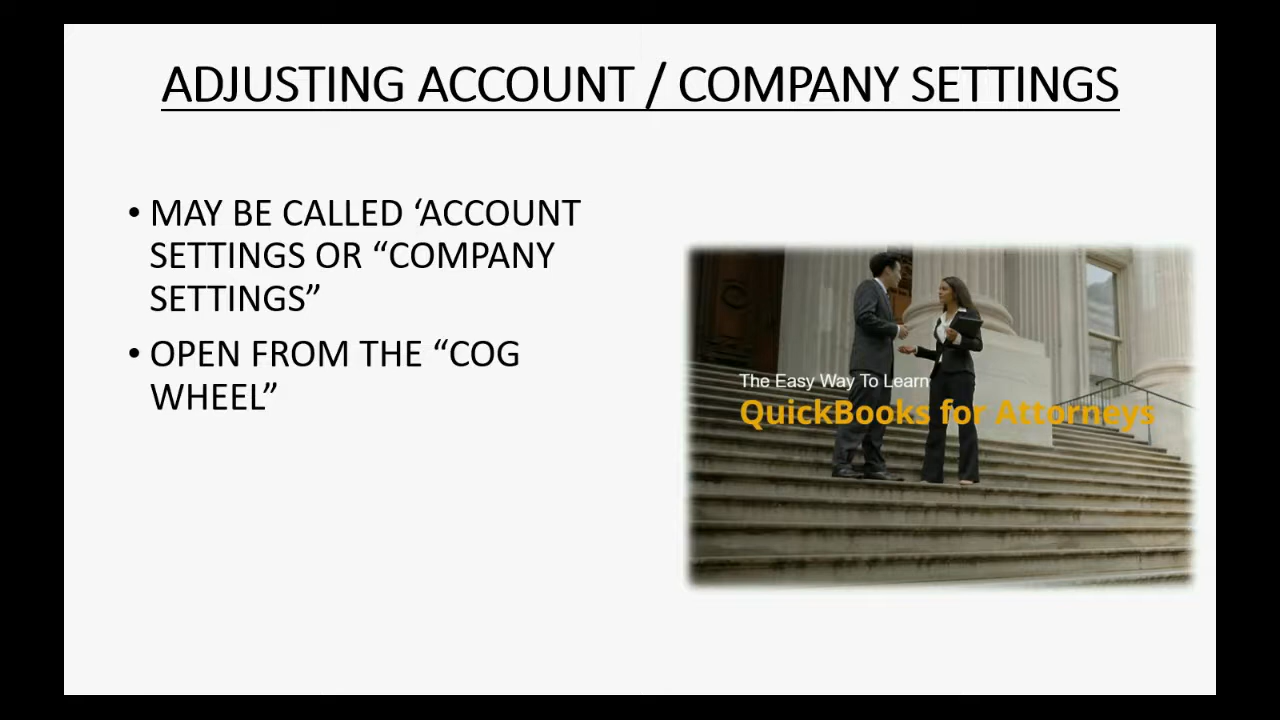 ADJUSTING ACCOUNT / COMPANY SETTINGS
• MAY BE CALLED ‘ACCOUNT
SETTINGS OR “COMPANY
SETTINGS”
• OPEN FROM THE “COG
WHEEL”
The Easy Way To Learn
QuickBooks for Attorneys